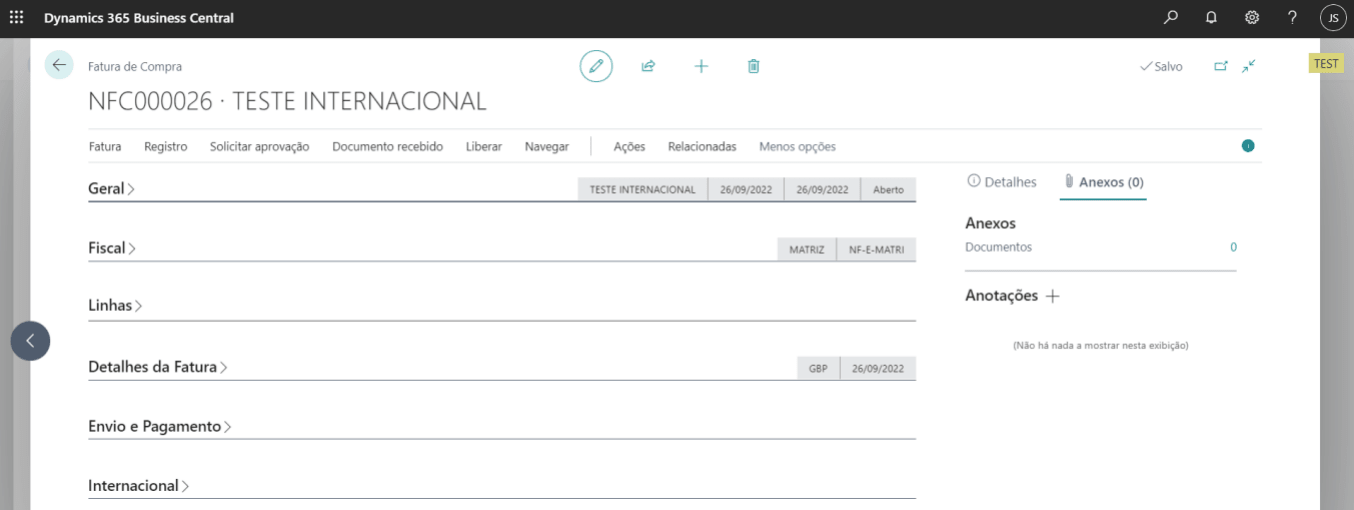 Dynamics 365 Business Central
JS
Fatura de Compra
Salvo
TEST
NFC000026 · TESTE INTERNACIONAL
Fatura Registro Solicitar aprovação Documento recebido Liberar Navegar Ações Relacionadas Menos opções
Geral TESTE INTERNACIONAL 26/09/2022 26/09/2022 Aberto
Fiscal MATRIZ NF-E-MATRI
Linhas
Detalhes da Fatura GBP 26/09/2022
Envio e Pagamento
Internacional
Detalhes Anexos (0)
Anexos
Documentos 0
Anotações
(Não há nada a mostrar nesta exibição)